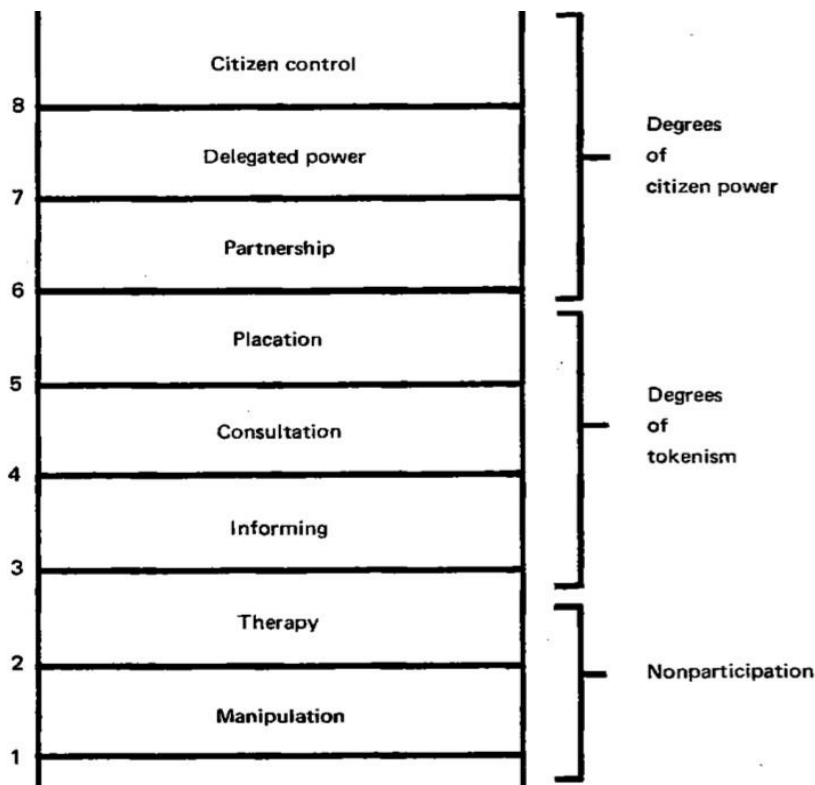 Citizen control
8
Delegated power
7
Partnership
6
Placation
5
Consultation
4
Informing
3
Therapy
2
Manipulation
1
Degrees
of
citizen power
Degrees
of
tokenism
Nonparticipation